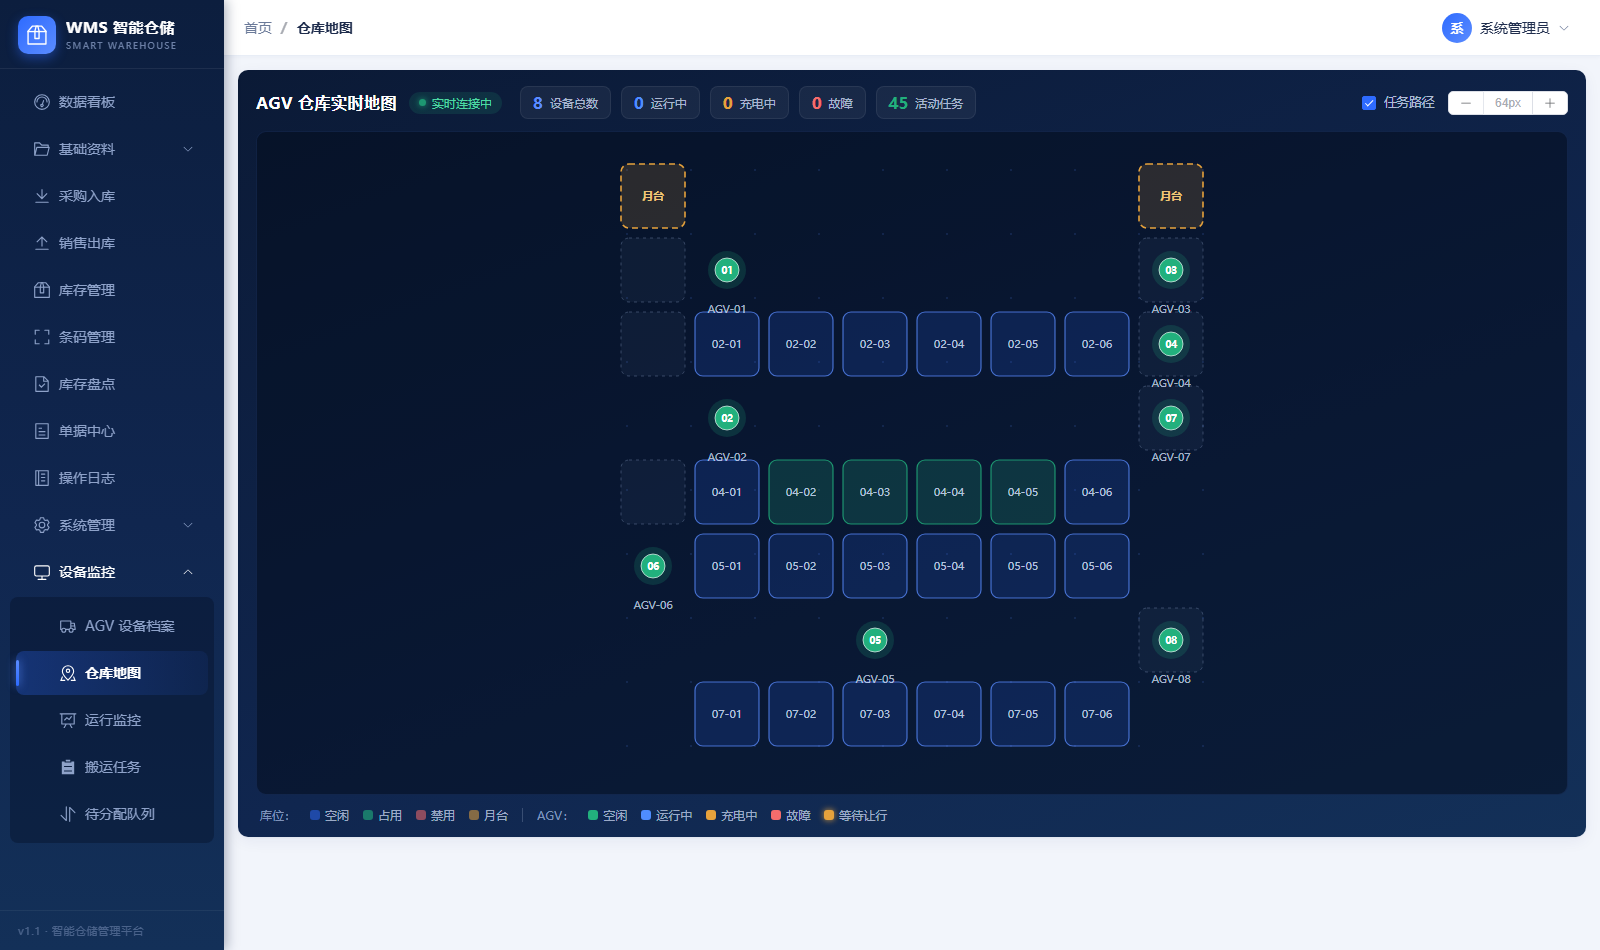 WMS 智能仓储
SMART WAREHOUSE
数据看板
基础资料
采购入库
销售出库
库存管理
条码管理
库存盘点
单据中心
操作日志
系统管理
设备监控
AGV 设备档案
仓库地图
运行监控
搬运任务
待分配队列
v1.1 · 智能仓储管理平台
首页 / 仓库地图
系 系统管理员
AGV 仓库实时地图 实时连接中 8 设备总数 0 运行中 0 充电中 0 故障 45 活动任务 任务路径 − 64px +
月台 月台
01 03
AGV-01 AGV-03
02-01 02-02 02-03 02-04 02-05 02-06 04
AGV-04
02 07
AGV-02 AGV-07
04-01 04-02 04-03 04-04 04-05 04-06
06 05-01 05-02 05-03 05-04 05-05 05-06
AGV-06
05 08
AGV-05 AGV-08
07-01 07-02 07-03 07-04 07-05 07-06
库位: 空闲 占用 禁用 月台 AGV: 空闲 运行中 充电中 故障 等待让行